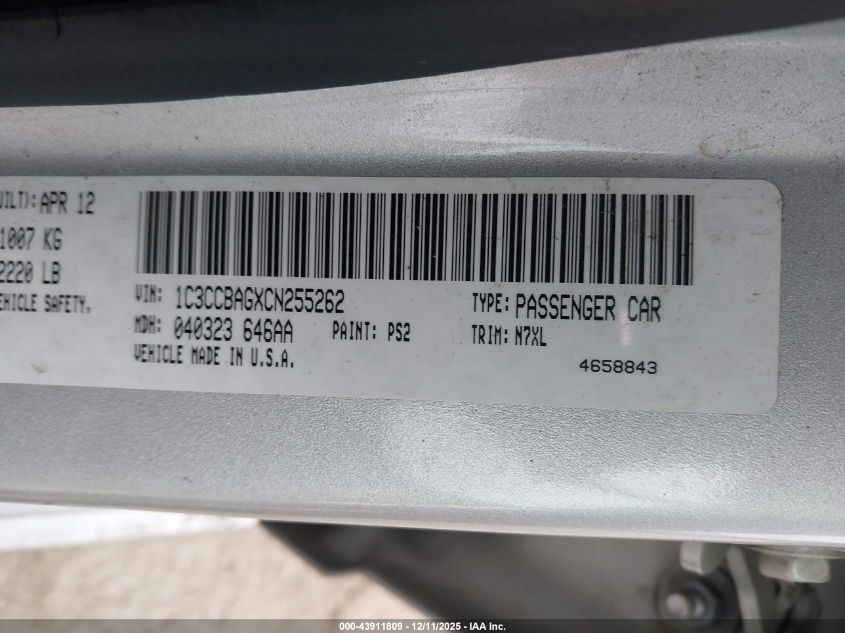 UILT): APR 12
1007 KG
2220 LB
EHICLE SAFETY.
VIN: 1C3CCBAGXCN255262
TYPE: PASSENGER CAR
MDH: 040323 646AA
PAINT: PS2
TRIM: N7XL
VEHICLE MADE IN U.S.A.
4658843
000-43911809 - 12/11/2025 - IAA Inc.